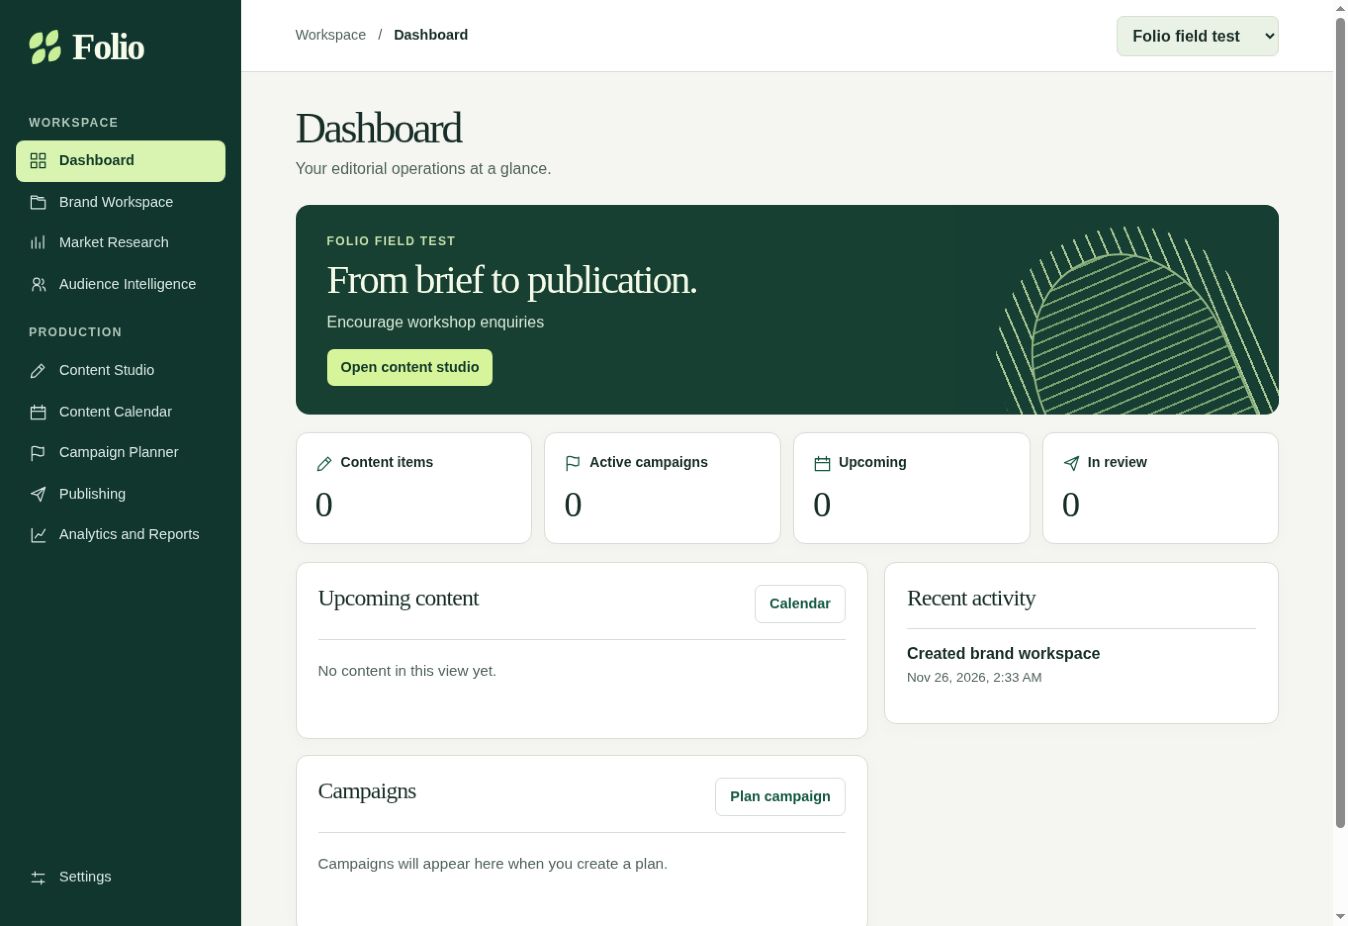 Folio
WORKSPACE
Dashboard
Brand Workspace
Market Research
Audience Intelligence
PRODUCTION
Content Studio
Content Calendar
Campaign Planner
Publishing
Analytics and Reports
Settings
Workspace / Dashboard
Folio field test
Dashboard
Your editorial operations at a glance.
FOLIO FIELD TEST
From brief to publication.
Encourage workshop enquiries
Open content studio
Content items
0
Active campaigns
0
Upcoming
0
In review
0
Upcoming content
Calendar
No content in this view yet.
Recent activity
Created brand workspace
Nov 26, 2026, 2:33 AM
Campaigns
Plan campaign
Campaigns will appear here when you create a plan.